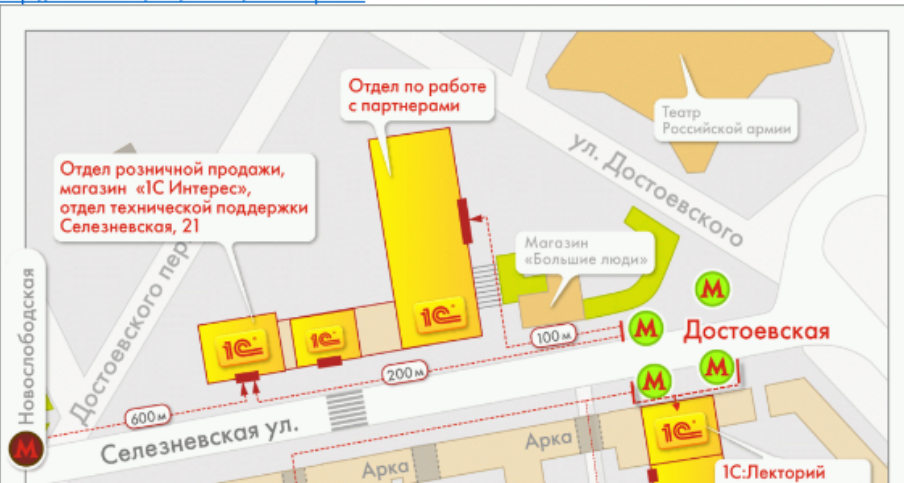 Отдел по работе
с партнерами
Театр
Российской армии
ул. Достоевского
Отдел розничной продажи,
магазин «1С Интерес»,
отдел технической поддержки
Селезневская, 21
Магазин
«Большие люди»
Новослободская
Достоевского пер
1С
1С
1С
М
М
100 м
Достоевская
200 м
М
М
600 м
М
Селезневская ул.
1С
Арка
Арка
1С:Лекторий